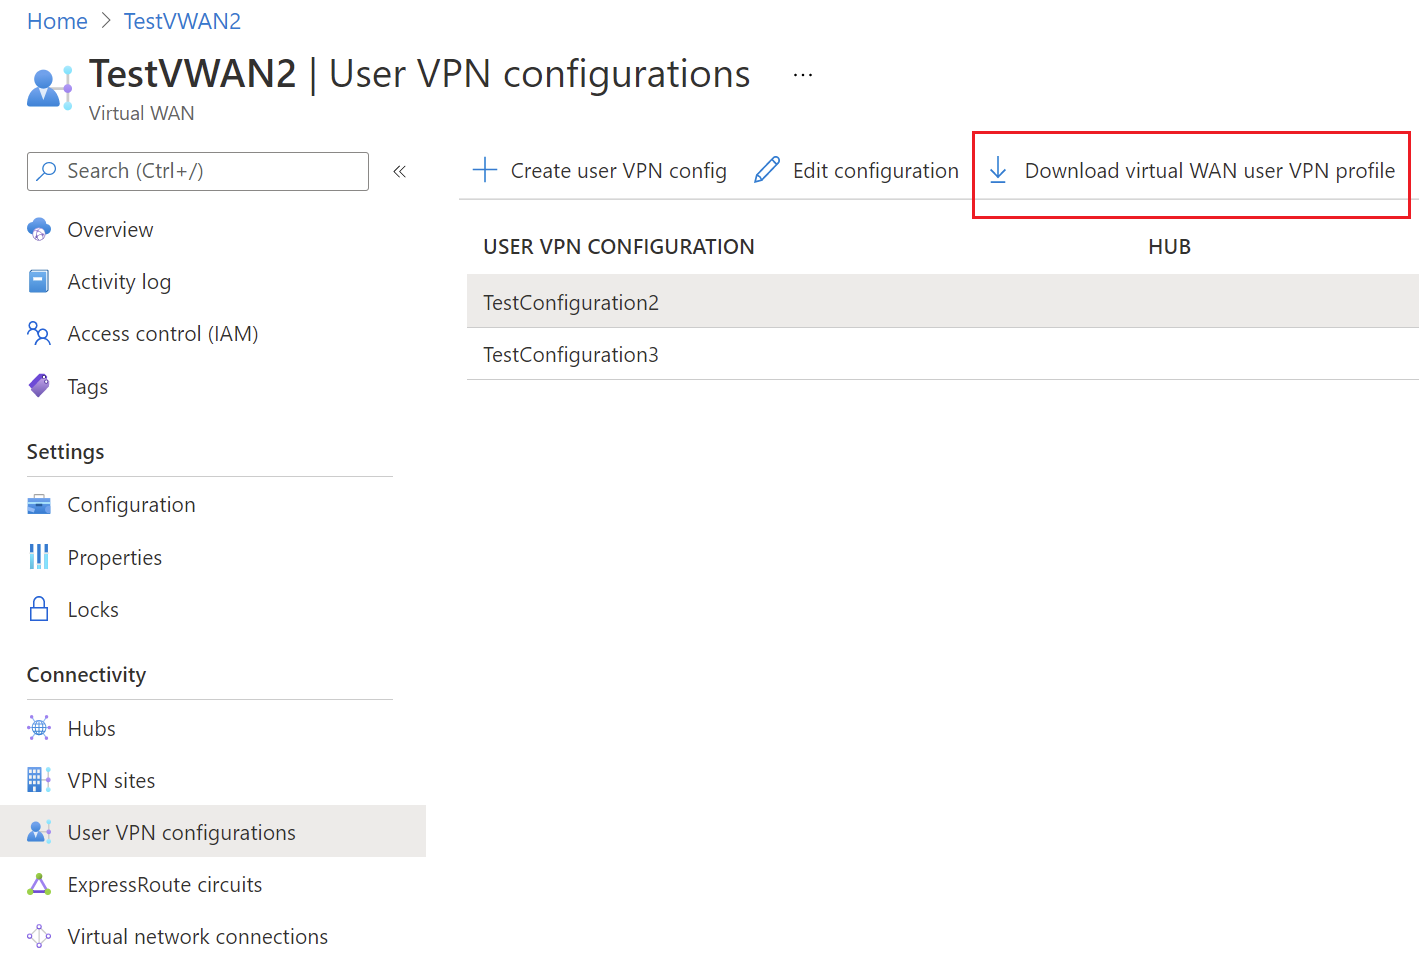 Home > TestVWAN2
TestVWAN2 | User VPN configurations ...
Virtual WAN
Search (Ctrl+/) «
Create user VPN config Edit configuration Download virtual WAN user VPN profile
Overview
Activity log
Access control (IAM)
Tags
Settings
Configuration
Properties
Locks
Connectivity
Hubs
VPN sites
User VPN configurations
ExpressRoute circuits
Virtual network connections
USER VPN CONFIGURATION HUB
TestConfiguration2
TestConfiguration3